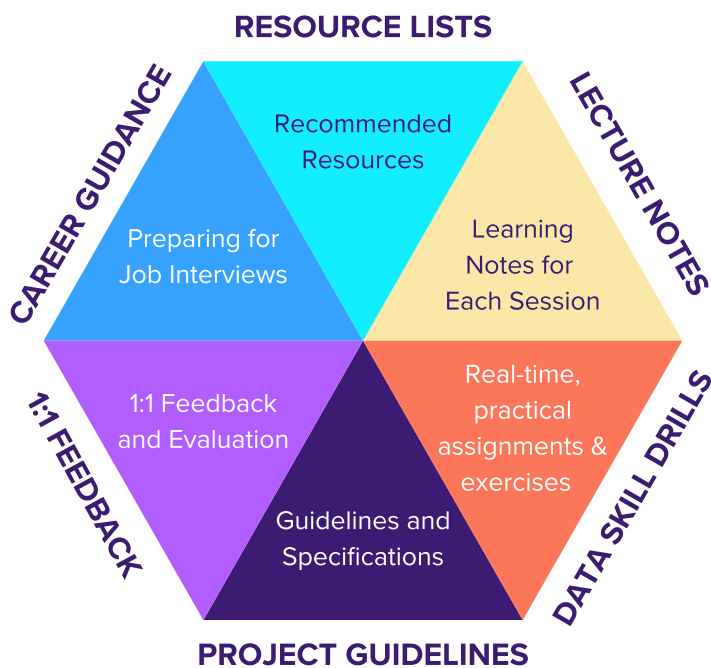 RESOURCE LISTS
Recommended
Resources
LECTURE NOTES
Learning
Notes for
Each Session
DATA SKILL DRILLS
Real-time,
practical
assignments &
exercises
PROJECT GUIDELINES
Guidelines and
Specifications
1:1 FEEDBACK
1:1 Feedback
and Evaluation
CAREER GUIDANCE
Preparing for
Job Interviews